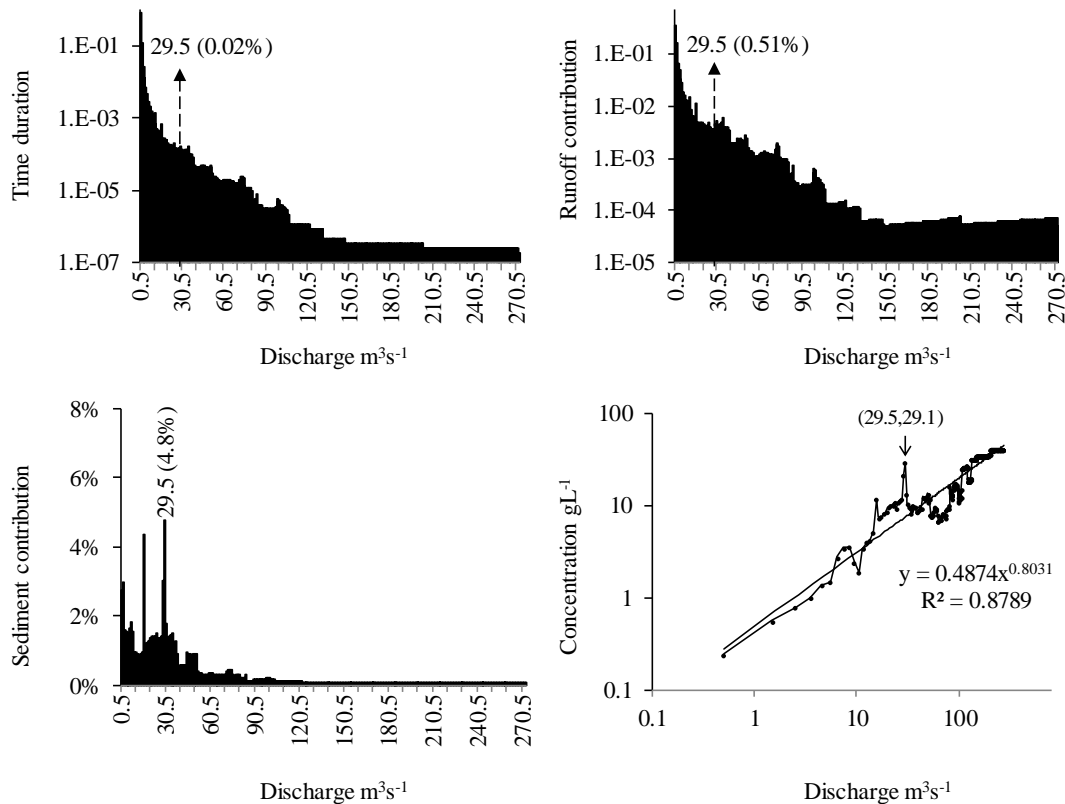 Time duration
1.E-01
1.E-03
1.E-05
1.E-07
29.5 (0.02%)
0.5
30.5
60.5
90.5
120.5
150.5
180.5
210.5
240.5
270.5
Discharge m³s⁻¹
Runoff contribution
1.E-01
1.E-02
1.E-03
1.E-04
1.E-05
29.5 (0.51%)
0.5
30.5
60.5
90.5
120.5
150.5
180.5
210.5
240.5
270.5
Discharge m³s⁻¹
Sediment contribution
8%
6%
4%
2%
0%
29.5 (4.8%)
0.5
30.5
60.5
90.5
120.5
150.5
180.5
210.5
240.5
270.5
Discharge m³s⁻¹
Concentration gL⁻¹
100
10
1
0.1
(29.5,29.1)
y = 0.4874x^0.8031
R² = 0.8789
0.1
1
10
100
Discharge m³s⁻¹